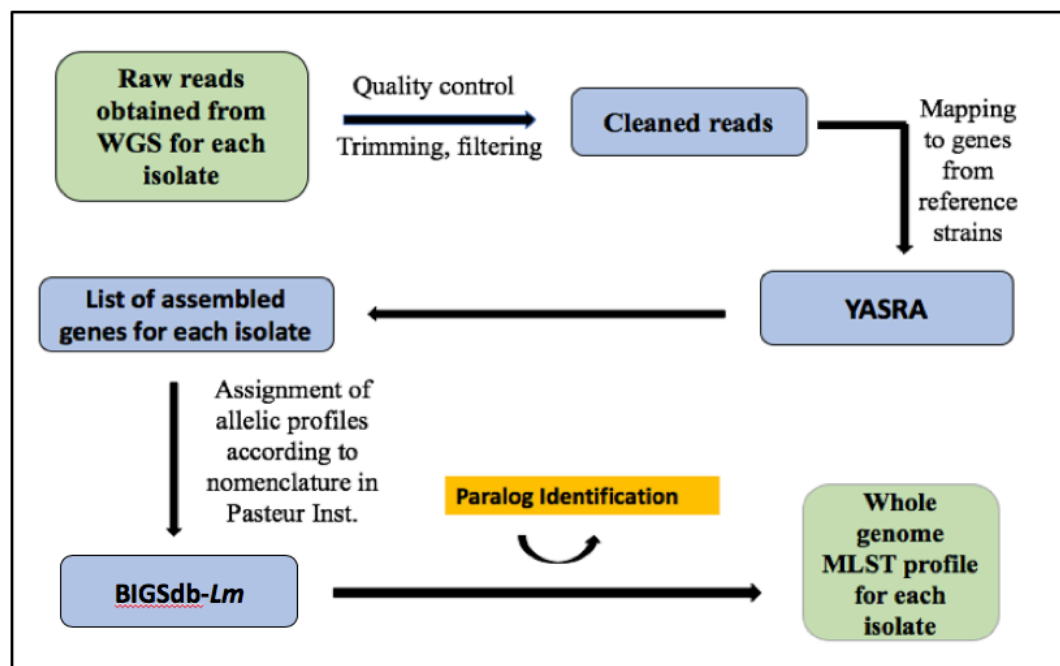 Raw reads
obtained from
WGS for each
isolate
Quality control
Trimming, filtering
Cleaned reads
Mapping
to genes
from
reference
strains
YASRA
List of assembled
genes for each isolate
Assignment of
allelic profiles
according to
nomenclature in
Pasteur Inst.
BIGSdb-Lm
Paralog Identification
Whole
genome
MLST profile
for each
isolate